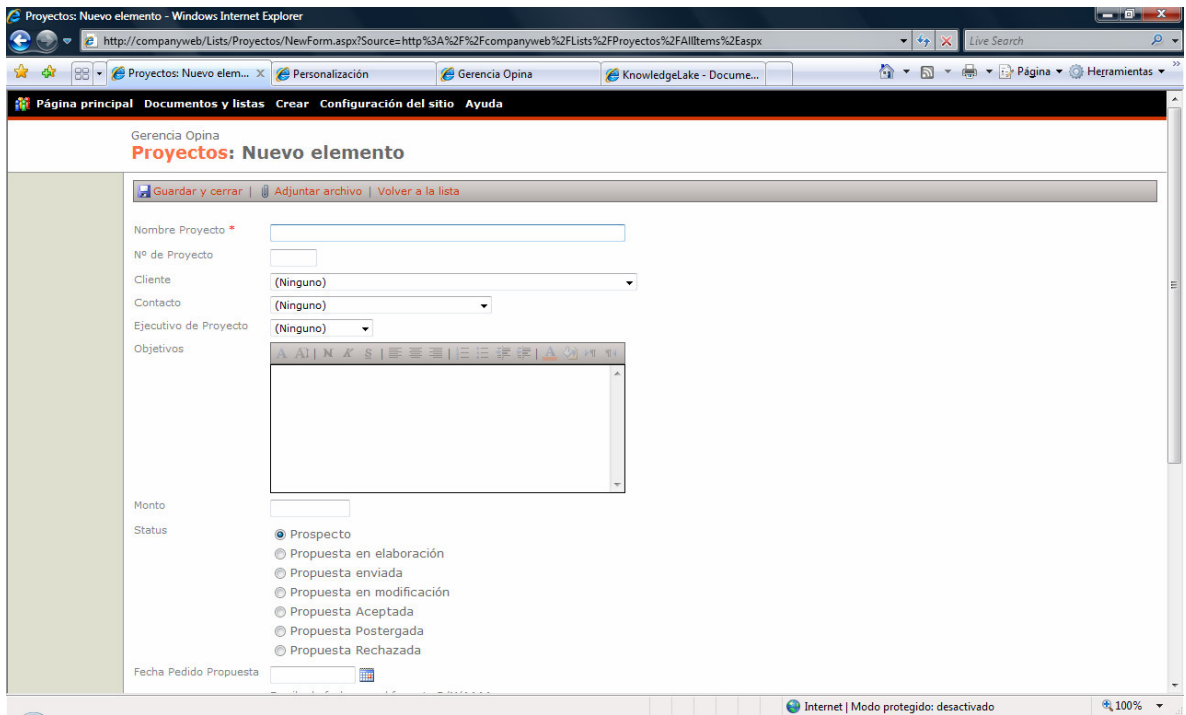 Proyectos: Nuevo elemento - Windows Internet Explorer
http://companyweb/Lists/Proyectos/NewForm.aspx?Source=http%3A%2F%2Fcompanyweb%2FLists%2FProyectos%2FAllItems%2Easpx
Live Search
Proyectos: Nuevo elem... Personalización Gerencia Opina KnowledgeLake - Docume... Página Herramientas
Página principal Documentos y listas Crear Configuración del sitio Ayuda
Gerencia Opina
Proyectos: Nuevo elemento
Guardar y cerrar | Adjuntar archivo | Volver a la lista
Nombre Proyecto *
Nº de Proyecto
Cliente (Ninguno)
Contacto (Ninguno)
Ejecutivo de Proyecto (Ninguno)
Objetivos
A AI | N K S | A
Monto
Status Prospecto
Propuesta en elaboración
Propuesta enviada
Propuesta en modificación
Propuesta Aceptada
Propuesta Postergada
Propuesta Rechazada
Fecha Pedido Propuesta
Internet | Modo protegido: desactivado 100%